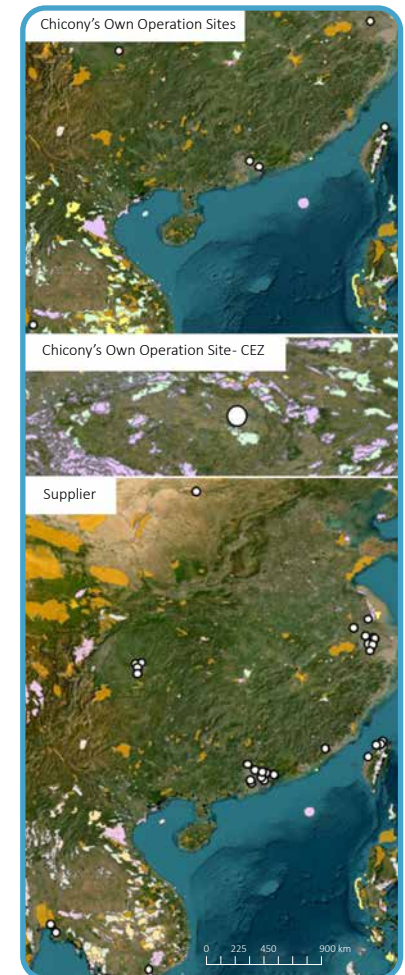 Chicony's Own Operation Sites
Chicony's Own Operation Site- CEZ
Supplier
0 225 450 900 km